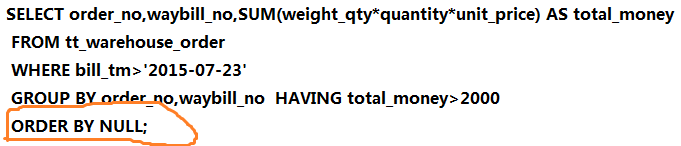 SELECT order_no,waybill_no,SUM(weight_qty*quantity*unit_price) AS total_money
FROM tt_warehouse_order
WHERE bill_tm>'2015-07-23'
GROUP BY order_no,waybill_no  HAVING total_money>2000
ORDER BY NULL;